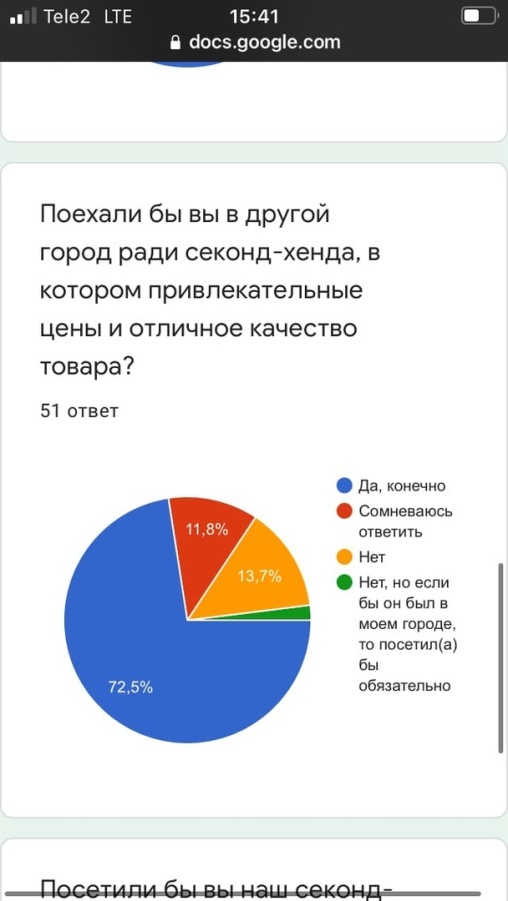 Tele2 LTE 15:41
docs.google.com
Поехали бы вы в другой
город ради секонд-хенда, в
котором привлекательные
цены и отличное качество
товара?
51 ответ
Да, конечно
Сомневаюсь
ответить
Нет
Нет, но если
бы он был в
моем городе,
то посетил(а)
бы
обязательно
11,8%
13,7%
72,5%
Посетили бы вы наш секонд-